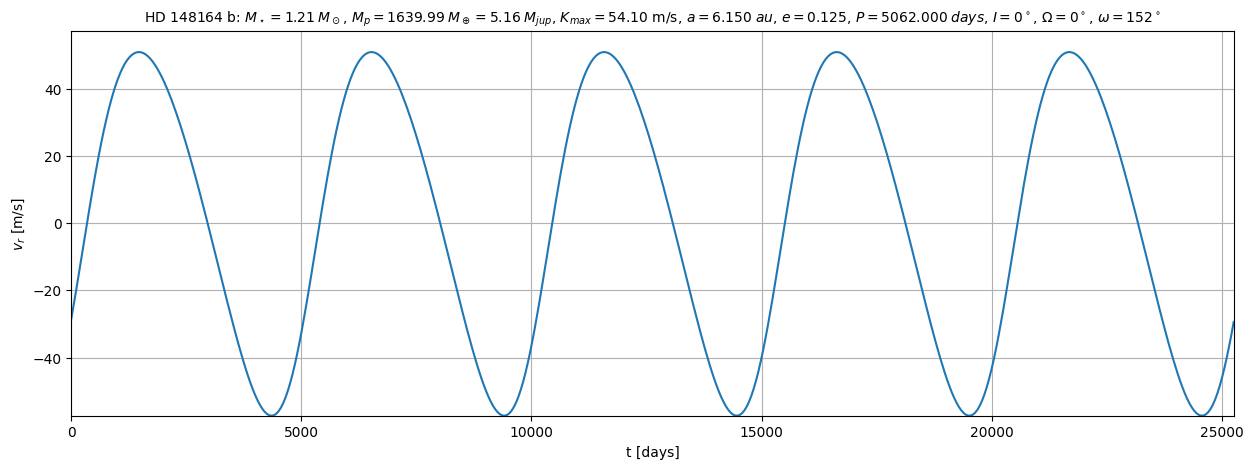 HD 148164 b: M⋆ = 1.21 M⊙, Mp = 1639.99 M⊕ = 5.16 Mjup, Kmax = 54.10 m/s, a = 6.150 au, e = 0.125, P = 5062.000 days, I = 0°, Ω = 0°, ω = 152°
40
20
0
−20
−40
vr [m/s]
0 5000 10000 15000 20000 25000
t [days]